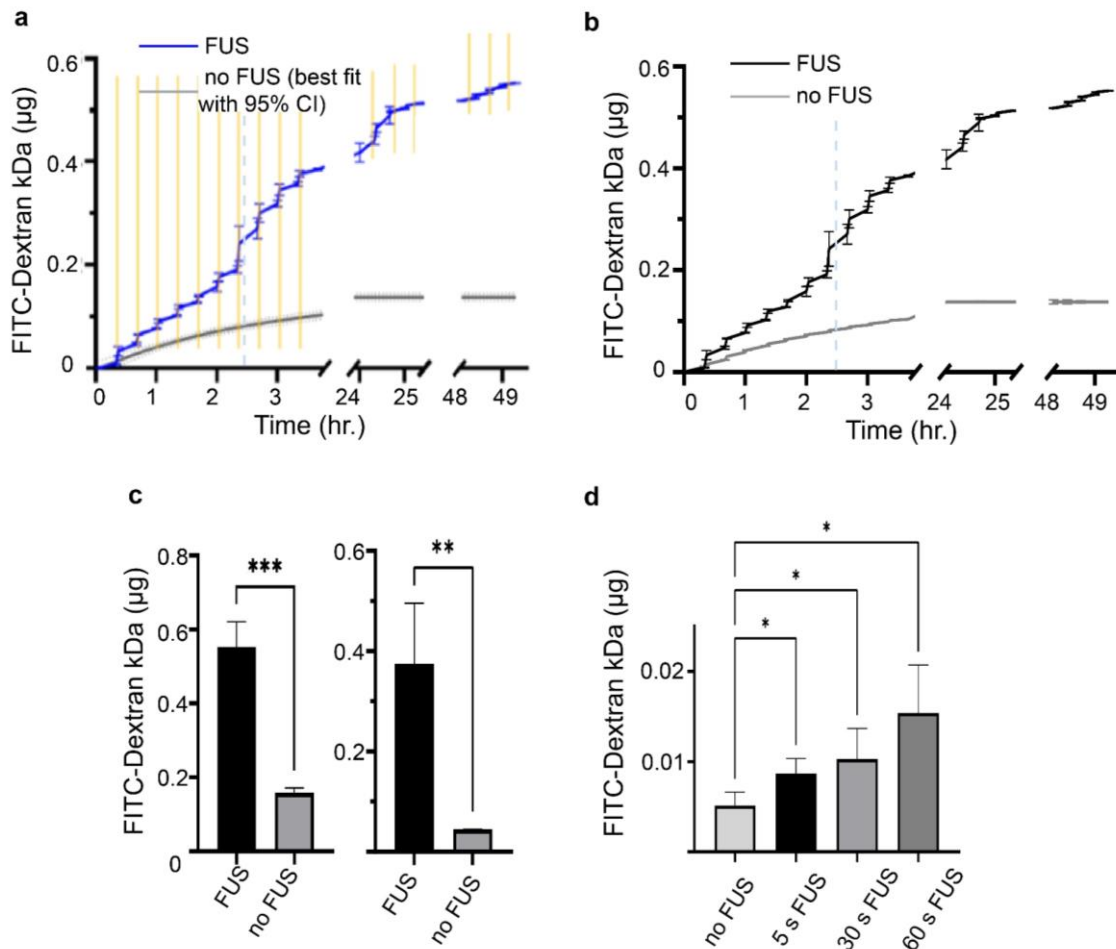 a
FUS
no FUS (best fit
with 95% CI)
FITC-Dextran kDa (µg)
0.6
0.4
0.2
0
0 1 2 3 24 25 48 49
Time (hr.)
b
FUS
no FUS
FITC-Dextran kDa (µg)
0.6
0.4
0.2
0
0 1 2 3 24 25 48 49
Time (hr.)
c
FITC-Dextran kDa (µg)
0.8
0.6
0.4
0.2
0
***
FUS
no FUS
0.6
0.4
0.2
**
FUS
no FUS
d
FITC-Dextran kDa (µg)
0.02
0.01
*
*
*
no FUS
5 s FUS
30 s FUS
60 s FUS